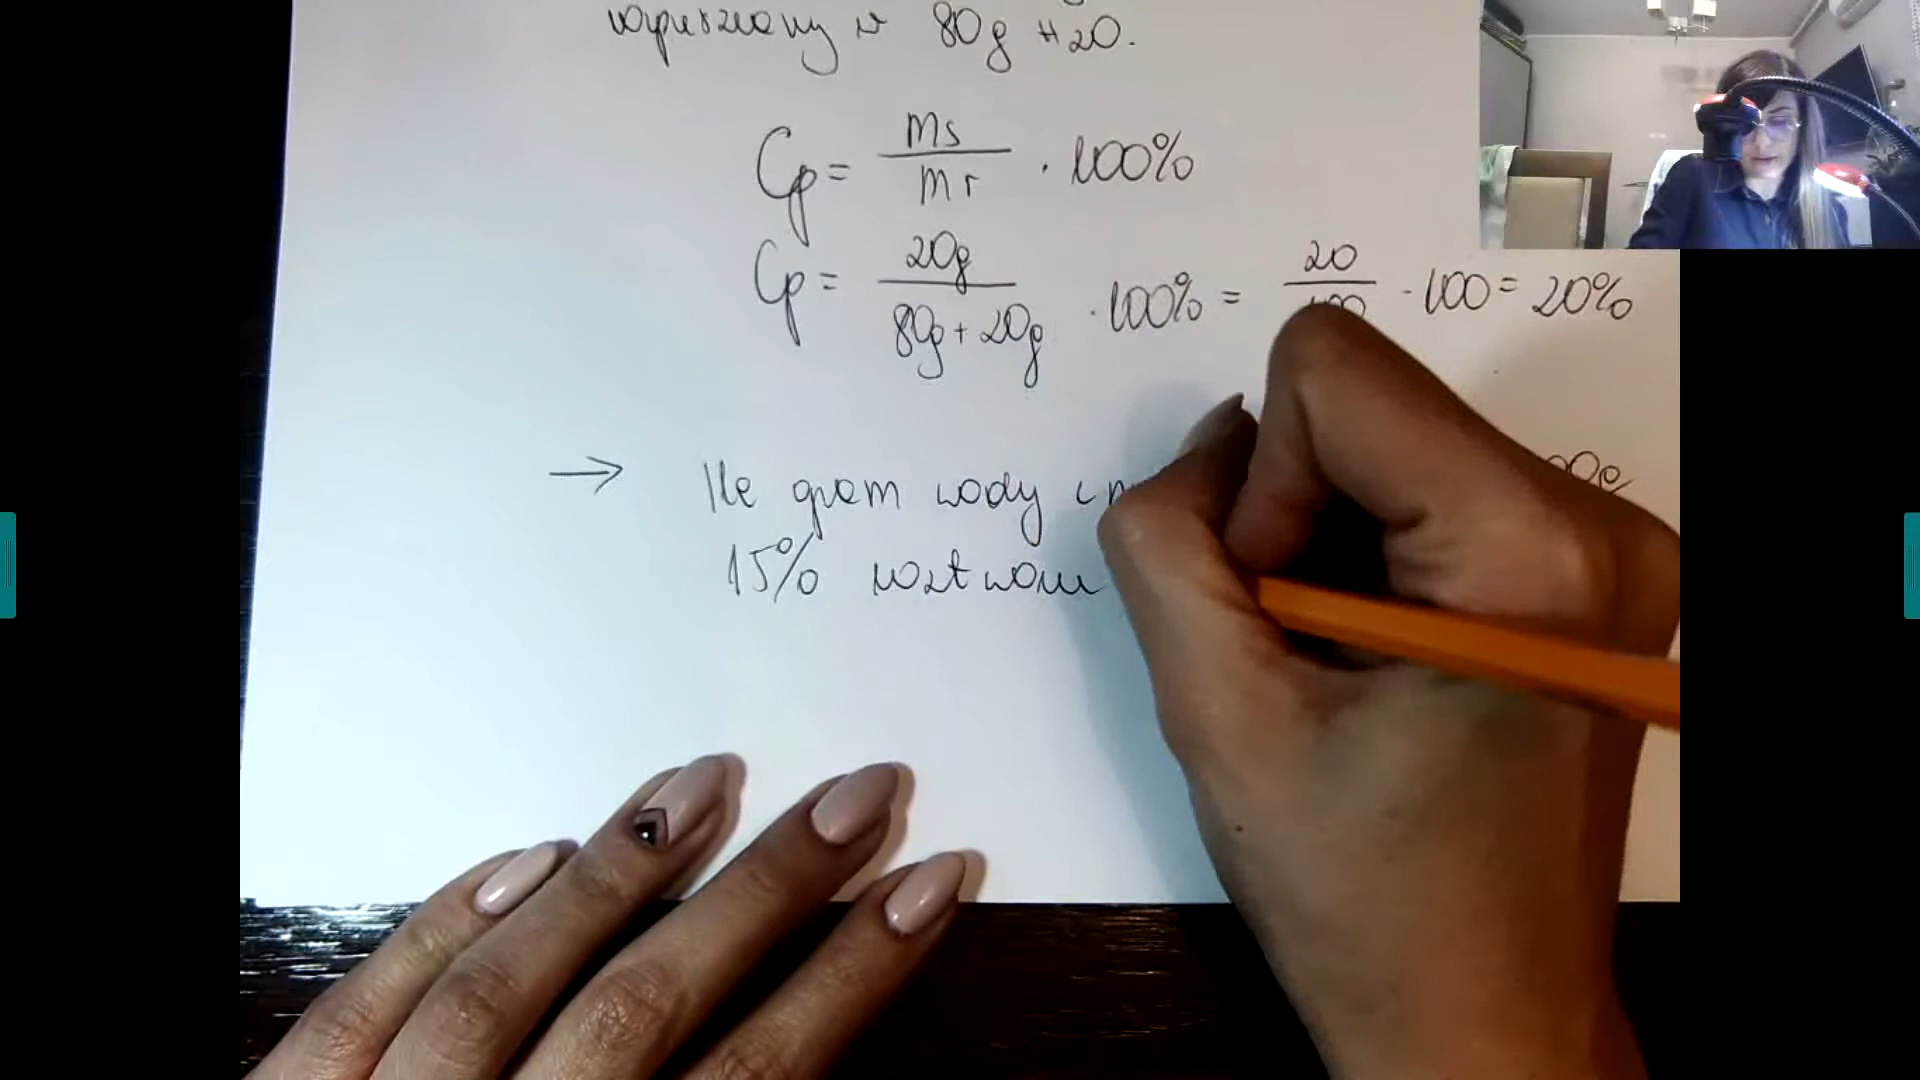 w 80g H2O.
Cp = ms / mr · 100%
Cp = 20g / 80g + 20g · 100% = 20 / 100 · 100 = 20%
→ Ile gram wody i
15% roztworu